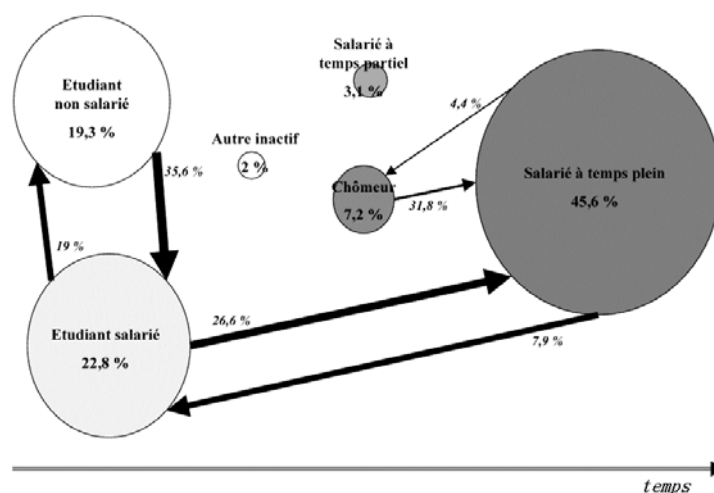 Etudiant
non salarié
19,3 %
Salarié à
temps partiel
3,1 %
Autre inactif
2 %
Chômeur
7,2 %
Salarié à temps plein
45,6 %
4,4 %
31,8 %
35,6 %
19 %
Etudiant salarié
22,8 %
26,6 %
7,9 %
temps